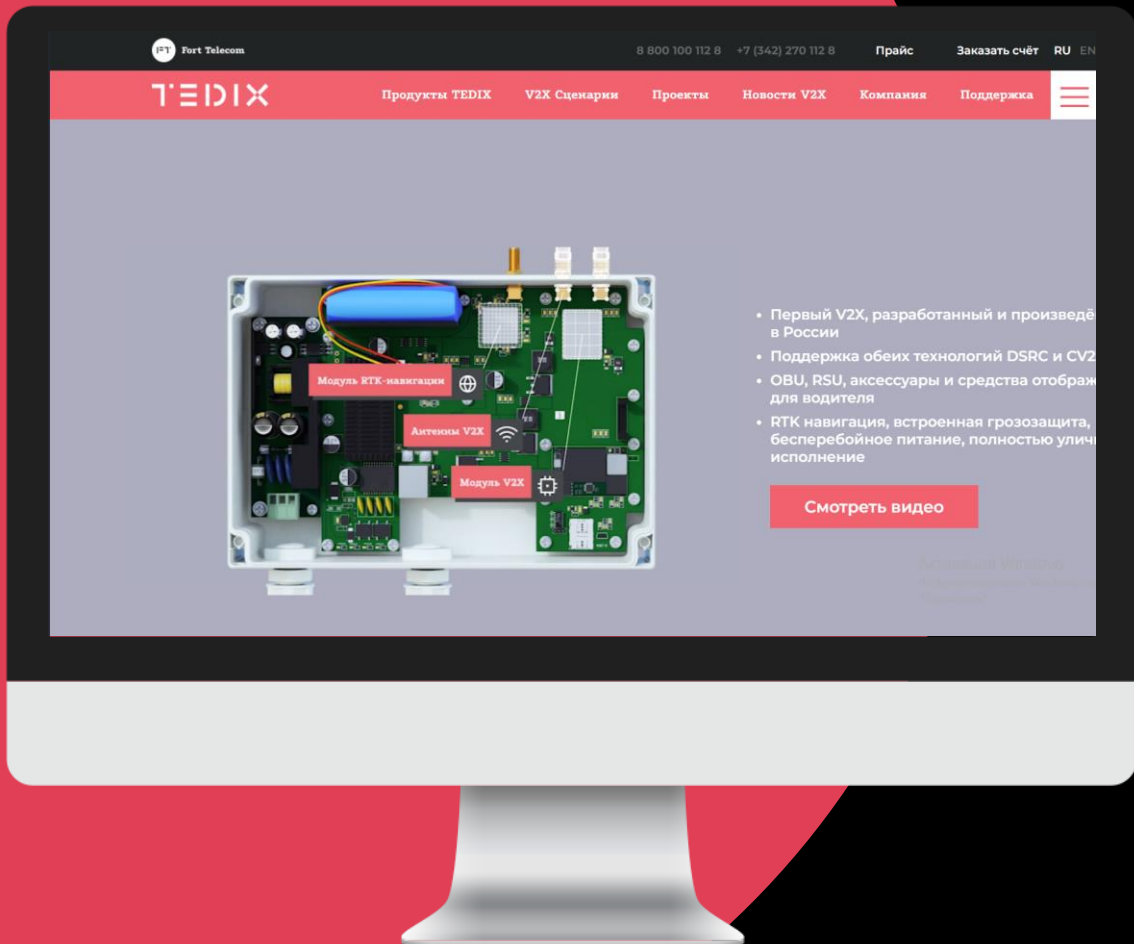 FT Fort Telecom
8 800 100 112 8 +7 (342) 270 112 8 Прайс Заказать счёт RU EN
TEDIX
Продукты TEDIX V2X Сценарии Проекты Новости V2X Компания Поддержка
Модуль RTK-навигации
Антенны V2X
Модуль V2X
• Первый V2X, разработанный и произведё
в России
• Поддержка обеих технологий DSRC и CV2
• OBU, RSU, аксессуары и средства отображ
для водителя
• RTK навигация, встроенная грозозащита,
бесперебойное питание, полностью улич
исполнение
Смотреть видео
Активация Windows